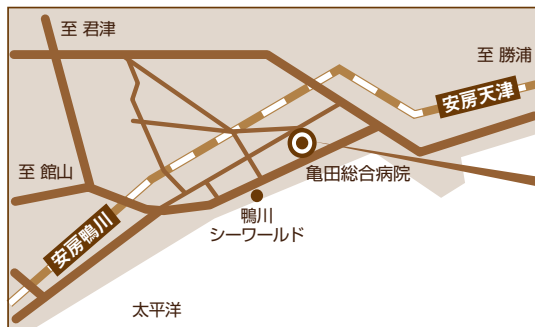 至 君津
至 勝浦
安房天津
至 館山
亀田総合病院
鴨川
シーワールド
安房鴨川
太平洋